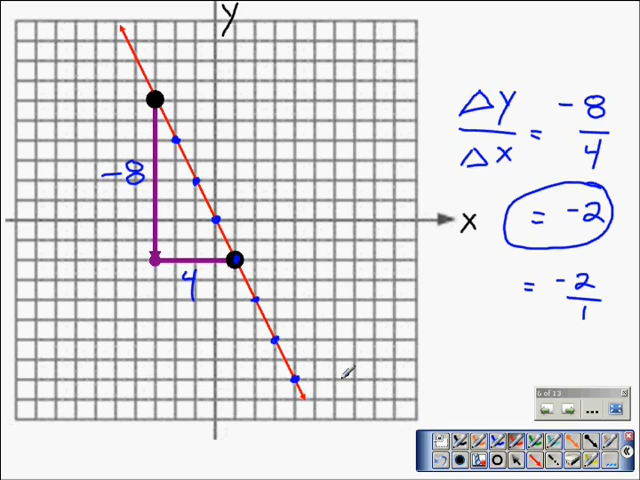 y
-8
4
x
Δy/Δx = -8/4
= -2
= -2/1
6 of 13